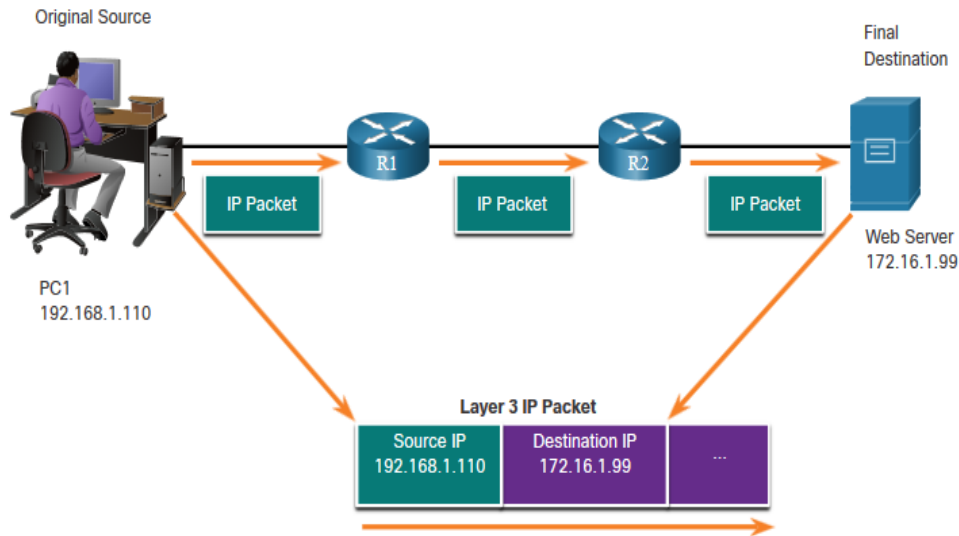 Original Source
Final
Destination
R1
R2
IP Packet
IP Packet
IP Packet
Web Server
172.16.1.99
PC1
192.168.1.110
Layer 3 IP Packet
Source IP
192.168.1.110
Destination IP
172.16.1.99
...